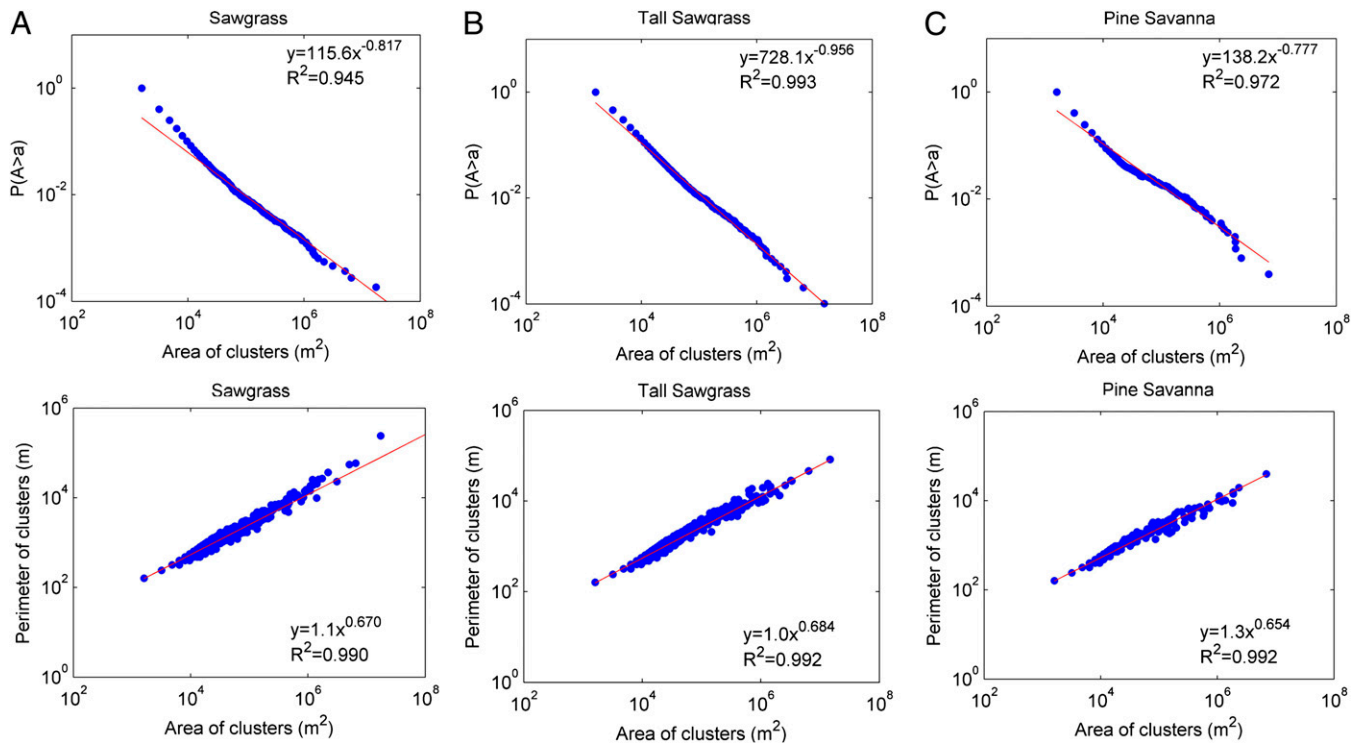 A
Sawgrass
y=115.6x^-0.817
R^2=0.945
10^0
10^-2
10^-4
P(A>a)
10^2 10^4 10^6 10^8
Area of clusters (m^2)
B
Tall Sawgrass
y=728.1x^-0.956
R^2=0.993
10^0
10^-2
10^-4
P(A>a)
10^2 10^4 10^6 10^8
Area of clusters (m^2)
C
Pine Savanna
y=138.2x^-0.777
R^2=0.972
10^0
10^-2
10^-4
P(A>a)
10^2 10^4 10^6 10^8
Area of clusters (m^2)
Sawgrass
10^6
10^4
10^2
10^0
Perimeter of clusters (m)
y=1.1x^0.670
R^2=0.990
10^2 10^4 10^6 10^8
Area of clusters (m^2)
Tall Sawgrass
10^6
10^4
10^2
10^0
Perimeter of clusters (m)
y=1.0x^0.684
R^2=0.992
10^2 10^4 10^6 10^8
Area of clusters (m^2)
Pine Savanna
10^6
10^4
10^2
10^0
Perimeter of clusters (m)
y=1.3x^0.654
R^2=0.992
10^2 10^4 10^6 10^8
Area of clusters (m^2)